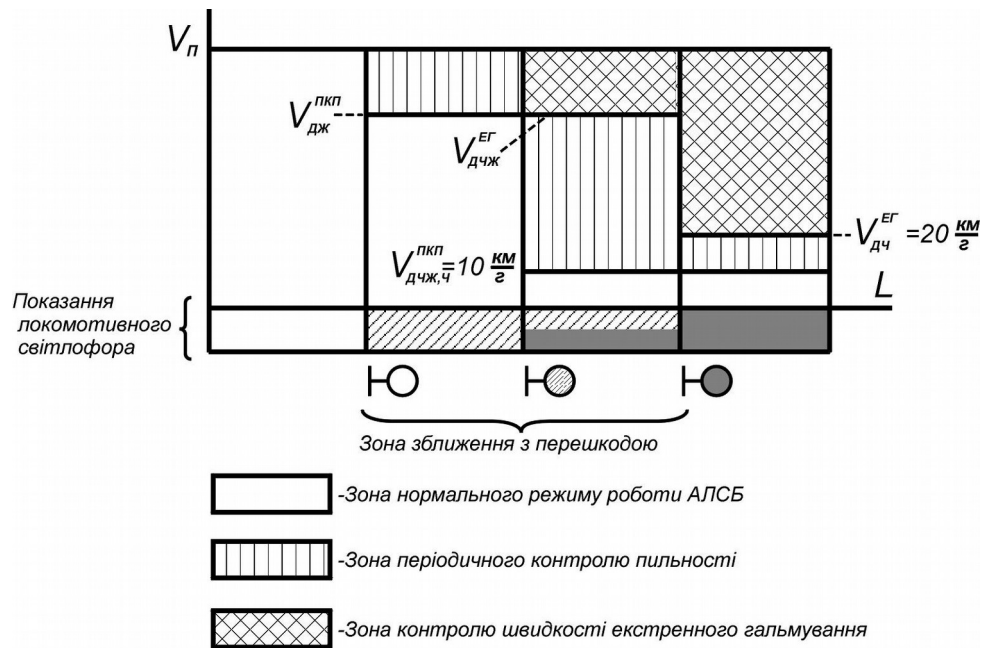 Vп
Vдж ПКП
Vдчж ЕГ
Vдч ЕГ =20 км/г
Vдчж,ч ПКП =10 км/г
L
Показання
локомотивного
світлофора
Зона зближення з перешкодою
-Зона нормального режиму роботи АЛСБ
-Зона періодичного контролю пильності
-Зона контролю швидкості екстренного гальмування